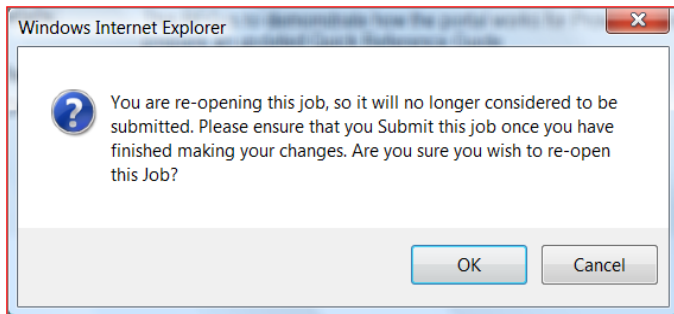 Windows Internet Explorer
You are re-opening this job, so it will no longer considered to be
submitted. Please ensure that you Submit this job once you have
finished making your changes. Are you sure you wish to re-open
this Job?
OK
Cancel